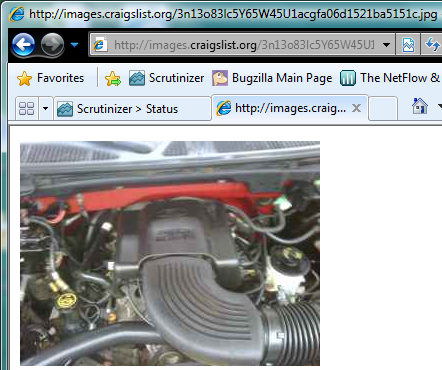 http://images.craigslist.org/3n13o83lc5Y65W45U1acgfa06d1521ba5151c.jpg
http://images.craigslist.org/3n13o83lc5Y65W45U1
Favorites Scrutinizer Bugzilla Main Page The NetFlow &
Scrutinizer > Status http://images.craig...